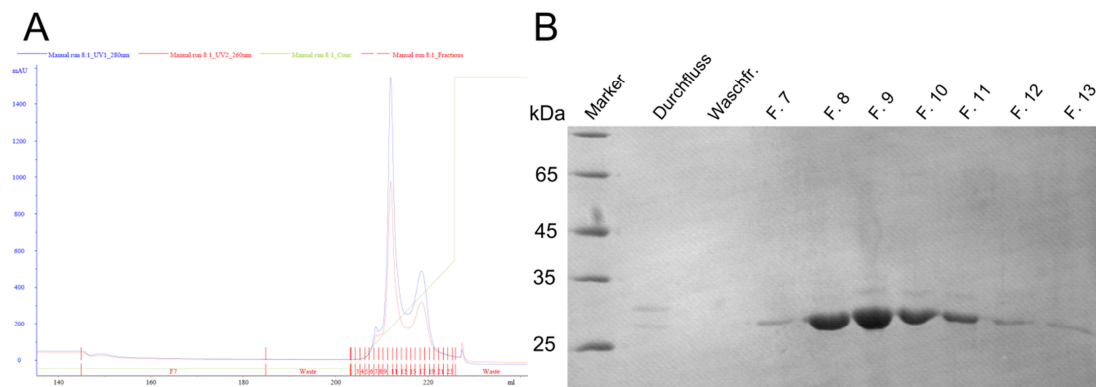 A
Manual run 8:1_UV1_280nm
Manual run 8:1_UV2_260nm
Manual run 8:1_Conc
Manual run 8:1_Fractions
mAU
1400
1200
1000
800
600
400
200
0
F7
Waste
Waste
140
160
180
200
220
ml
B
kDa
Marker
Durchfluss
Waschfr.
F. 7
F. 8
F. 9
F. 10
F. 11
F. 12
F. 13
65
45
35
25